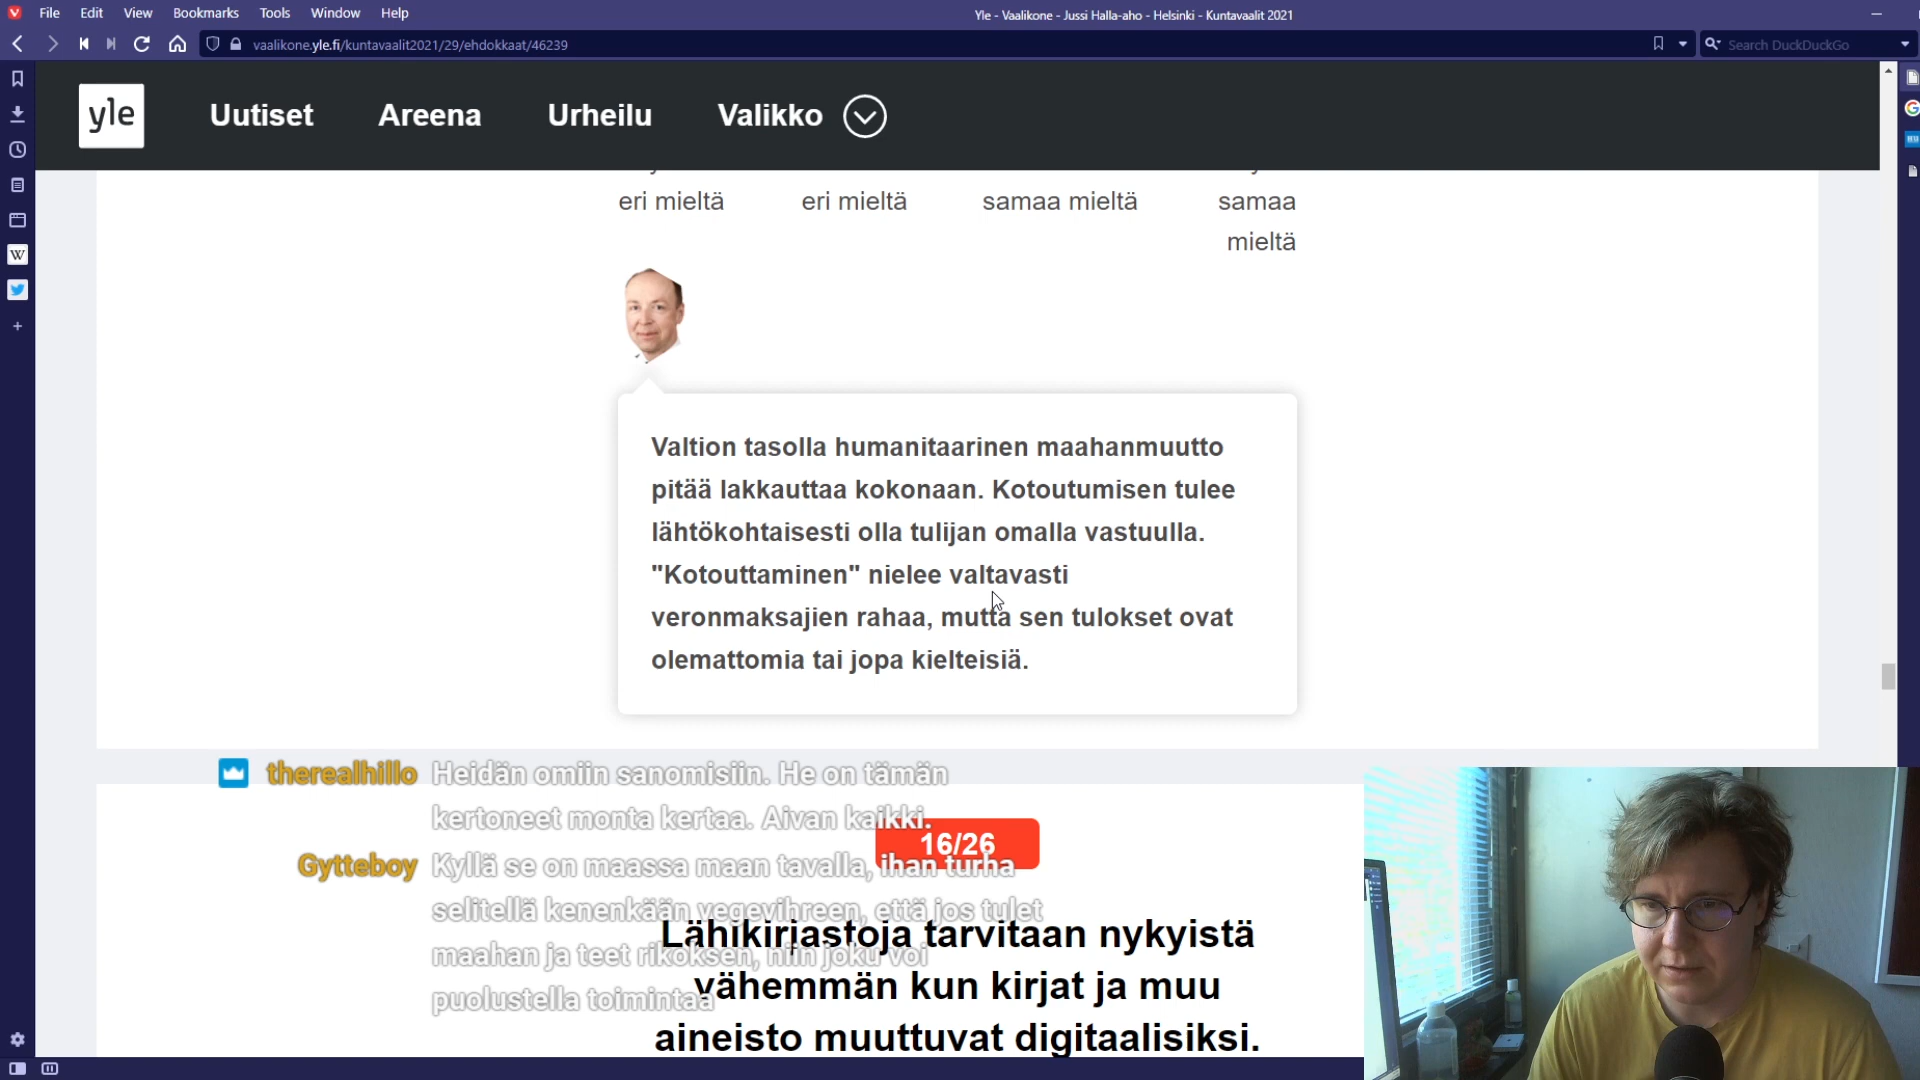 File Edit View Bookmarks Tools Window Help
Yle - Vaalikone - Jussi Halla-aho - Helsinki - Kuntavaalit 2021
vaalikone.yle.fi/kuntavaalit2021/29/ehdokkaat/46239
Search DuckDuckGo
yle Uutiset Areena Urheilu Valikko
eri mieltä eri mieltä samaa mieltä samaa
mieltä
Valtion tasolla humanitaarinen maahanmuutto
pitää lakkauttaa kokonaan. Kotoutumisen tulee
lähtökohtaisesti olla tulijan omalla vastuulla.
"Kotouttaminen" nielee valtavasti
veronmaksajien rahaa, mutta sen tulokset ovat
olemattomia tai jopa kielteisiä.
therealhillo Heidän omiin sanomisiin. He on tämän
kertoneet monta kertaa. Aivan kaikki.
Gytteboy Kyllä se on maassa maan tavalla, ihan turha
selitellä kenenkään vegevihreen, että jos tulet
maahan ja teet rikoksen, niin joku voi
puolustella toimintaa
16/26
Lähikirjastoja tarvitaan nykyistä
vähemmän kun kirjat ja muu
aineisto muuttuvat digitaalisiksi.